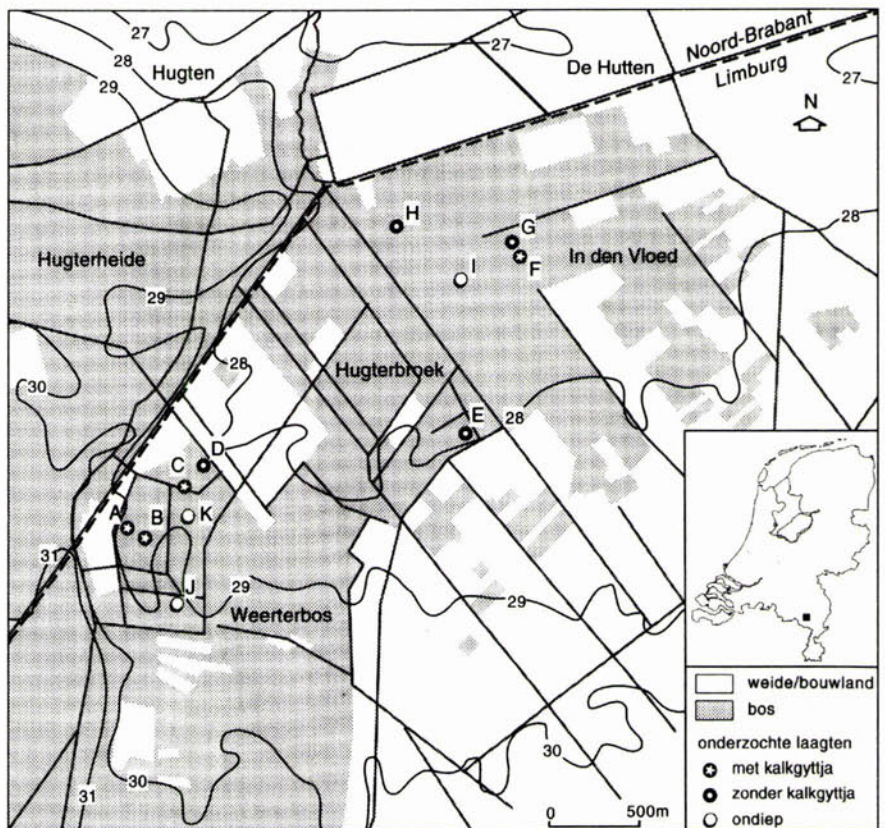 27
28
29
Hugten
27
De Hutten
Noord-Brabant
Limburg
27
N
H
G
F
I
In den Vloed
28
Hugterheide
29
30
28
Hugterbroek
E
28
D
C
A
B
K
31
J
29
Weerterbos
29
30
30
31
0 500m
weide/bouwland
bos
onderzochte laagten
met kalkgyttja
zonder kalkgyttja
ondiep